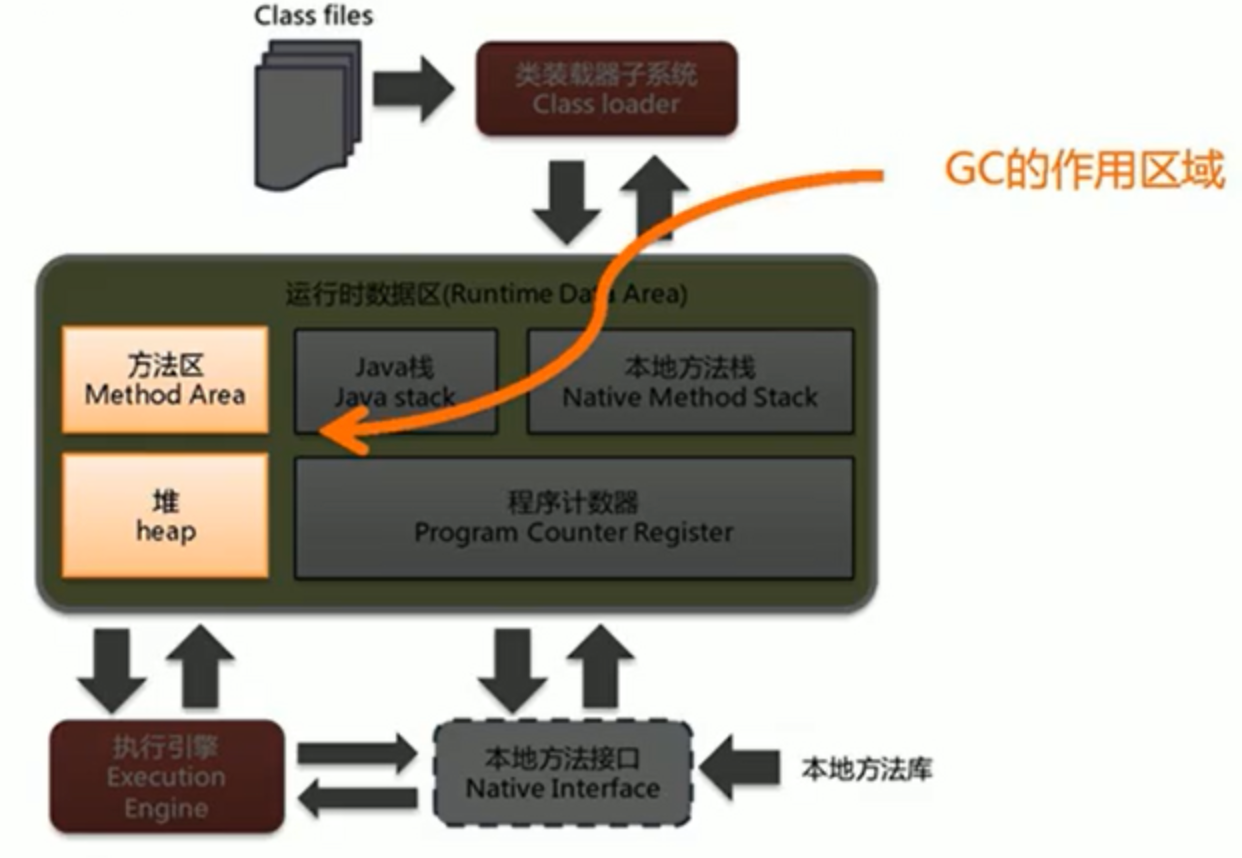 Class files
类装载器子系统
Class loader
GC的作用区域
运行时数据区(Runtime Data Area)
方法区
Method Area
Java栈
Java stack
本地方法栈
Native Method Stack
堆
heap
程序计数器
Program Counter Register
执行引擎
Execution
Engine
本地方法接口
Native Interface
本地方法库